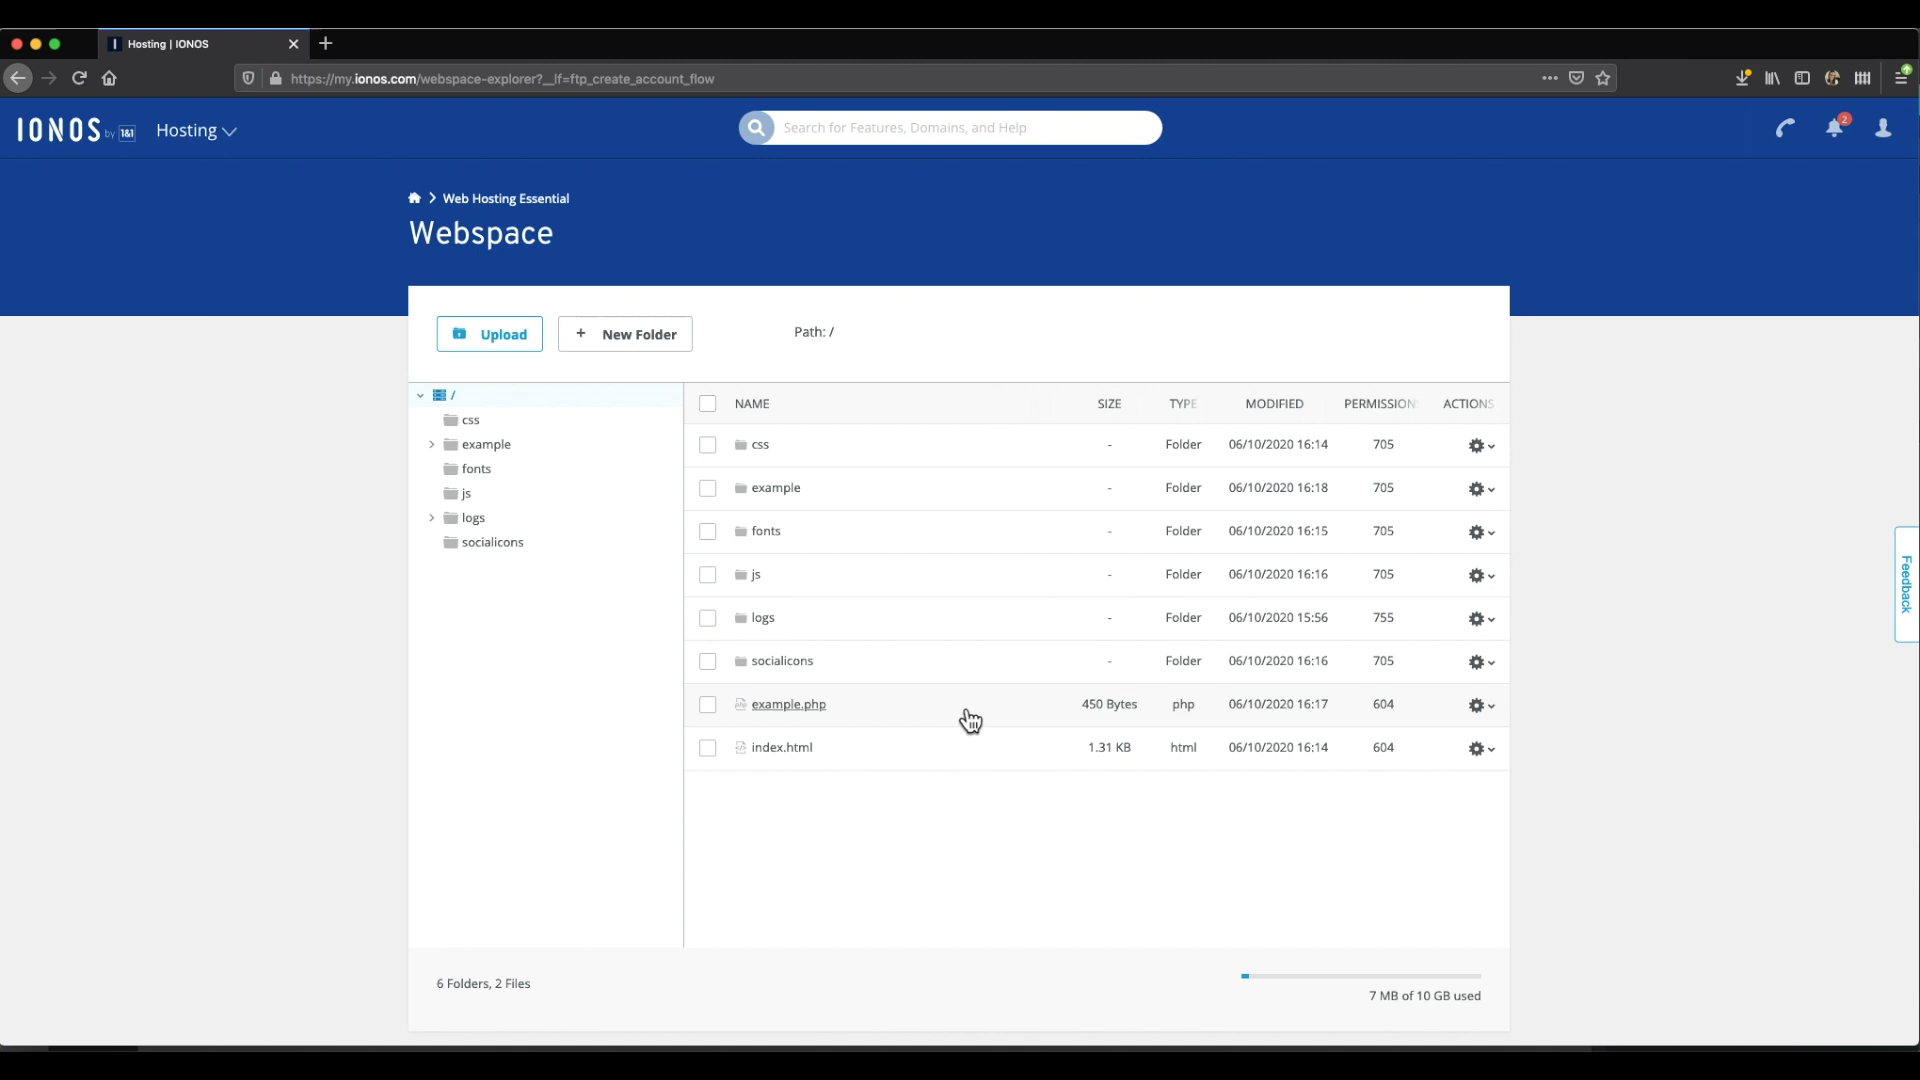 Hosting | IONOS
https://my.ionos.com/webspace-explorer?__lf=ftp_create_account_flow
IONOS by 1&1
Hosting
Search for Features, Domains, and Help
2
Web Hosting Essential
Webspace
Upload
+ New Folder
Path: /
/
css
example
fonts
js
logs
socialicons
NAME SIZE TYPE MODIFIED PERMISSION ACTIONS
css - Folder 06/10/2020 16:14 705
example - Folder 06/10/2020 16:18 705
fonts - Folder 06/10/2020 16:15 705
js - Folder 06/10/2020 16:16 705
logs - Folder 06/10/2020 15:56 755
socialicons - Folder 06/10/2020 16:16 705
example.php 450 Bytes php 06/10/2020 16:17 604
index.html 1.31 KB html 06/10/2020 16:14 604
Feedback
6 Folders, 2 Files
7 MB of 10 GB used